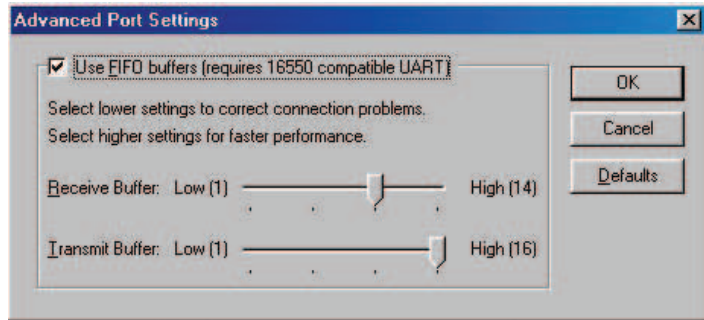 Advanced Port Settings
Use FIFO buffers (requires 16550 compatible UART)
Select lower settings to correct connection problems.
Select higher settings for faster performance.
Receive Buffer: Low (1) High (14)
Transmit Buffer: Low (1) High (16)
OK
Cancel
Defaults